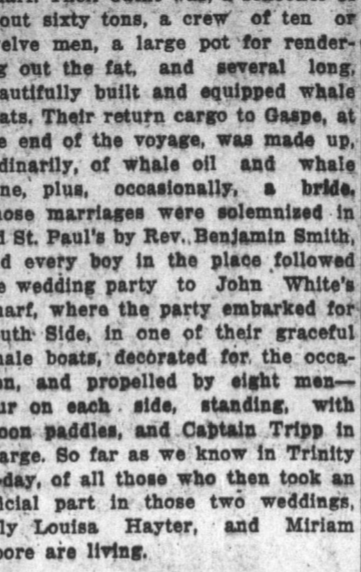 out sixty tons, a crew of ten or
elve men, a large pot for render-
g out the fat, and several long,
autifully built and equipped whale
ats. Their return cargo to Gaspe, at
e end of the voyage, was made up,
dinarily, of whale oil and whale
ne, plus, occasionally, a bride,
hose marriages were solemnized in
d St. Paul's by Rev. Benjamin Smith,
d every boy in the place followed
e wedding party to John White's
harf, where the party embarked for
uth Side, in one of their graceful
hale boats, decorated for the occa-
on, and propelled by eight men—
ur on each side, standing, with
oon paddles, and Captain Tripp in
arge. So far as we know in Trinity
-day, of all those who then took an
ficial part in those two weddings,
ly Louisa Hayter, and Miriam
oore are living.